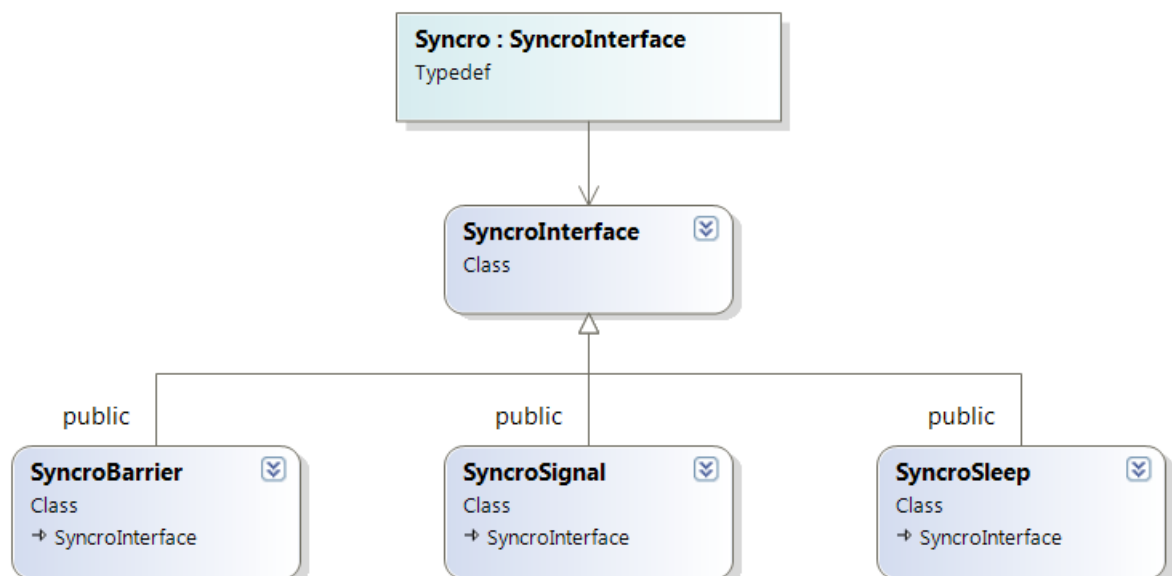 Syncro : SyncroInterface
Typedef
SyncroInterface
Class
public
public
public
SyncroBarrier
Class
SyncroInterface
SyncroSignal
Class
SyncroInterface
SyncroSleep
Class
SyncroInterface